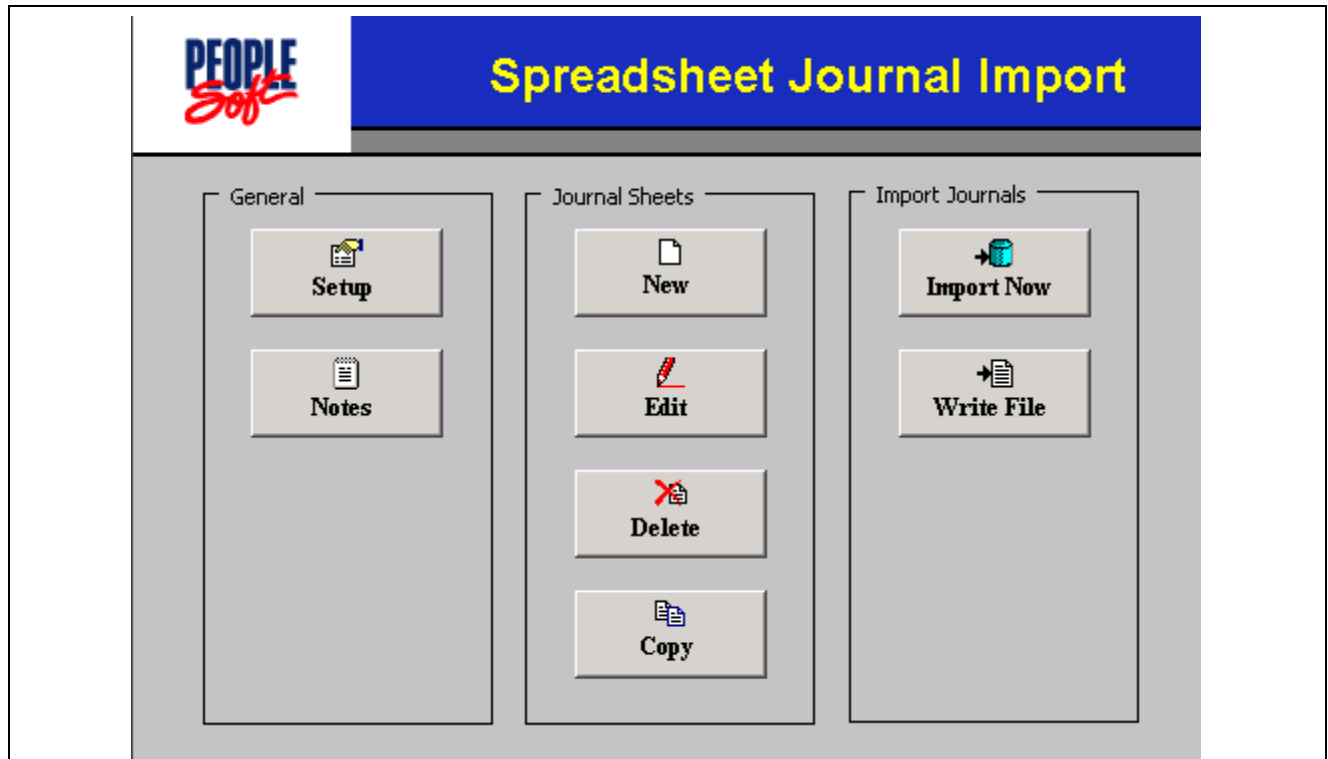 PEOPLE
Soft
Spreadsheet Journal Import
General
Setup
Notes
Journal Sheets
New
Edit
Delete
Copy
Import Journals
Import Now
Write File